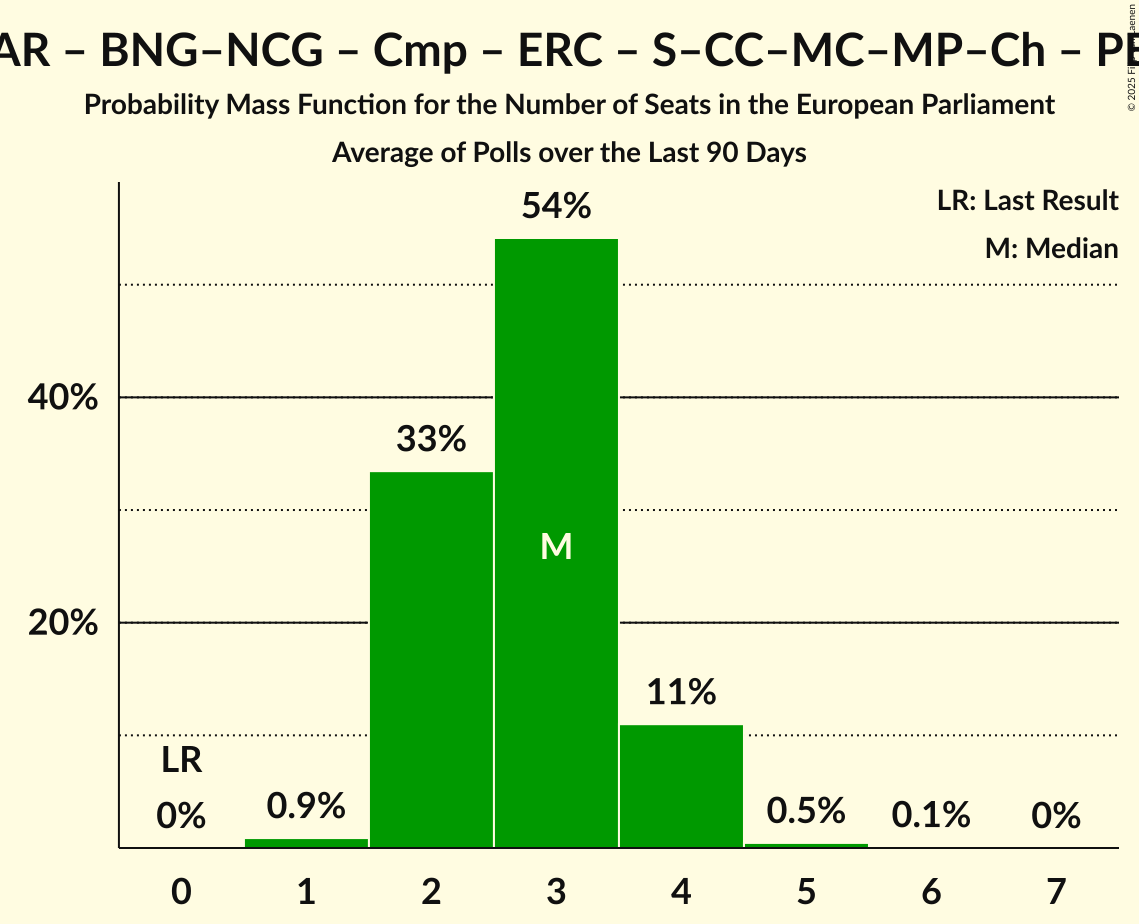 AR – BNG–NCG – Cmp – ERC – S–CC–MC–MP–Ch –
Probability Mass Function for the Number of Seats in the European Parliament
Average of Polls over the Last 90 Days
© 2025
LR: Last Result
M: Median
54%
40%
33%
M
20%
11%
LR
0%
0.9%
0.5%
0.1%
0%
0 1 2 3 4 5 6 7